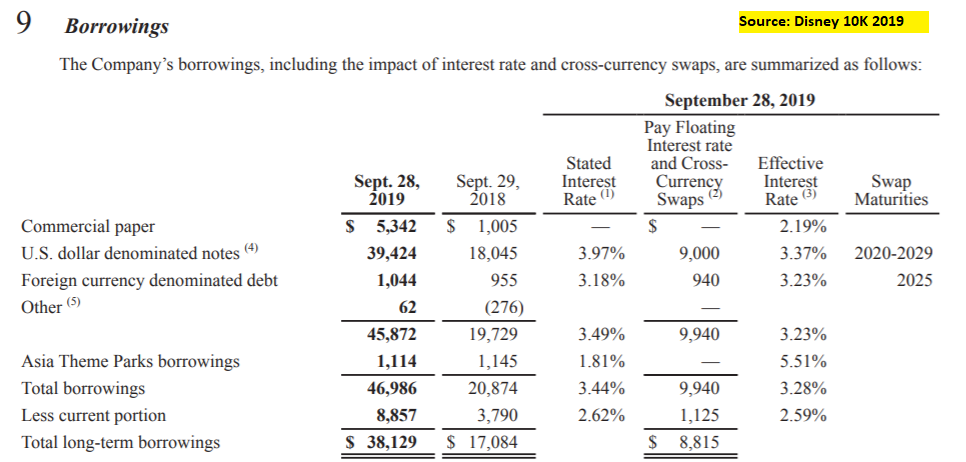 9 Borrowings
Source: Disney 10K 2019
The Company's borrowings, including the impact of interest rate and cross-currency swaps, are summarized as follows:
September 28, 2019
Sept. 28, 2019 Sept. 29, 2018 Stated Interest Rate (1) Pay Floating Interest rate and Cross-Currency Swaps (2) Effective Interest Rate (3) Swap Maturities
Commercial paper $ 5,342 $ 1,005 — $ — 2.19%
U.S. dollar denominated notes (4) 39,424 18,045 3.97% 9,000 3.37% 2020-2029
Foreign currency denominated debt 1,044 955 3.18% 940 3.23% 2025
Other (5) 62 (276) —
45,872 19,729 3.49% 9,940 3.23%
Asia Theme Parks borrowings 1,114 1,145 1.81% — 5.51%
Total borrowings 46,986 20,874 3.44% 9,940 3.28%
Less current portion 8,857 3,790 2.62% 1,125 2.59%
Total long-term borrowings $ 38,129 $ 17,084 $ 8,815